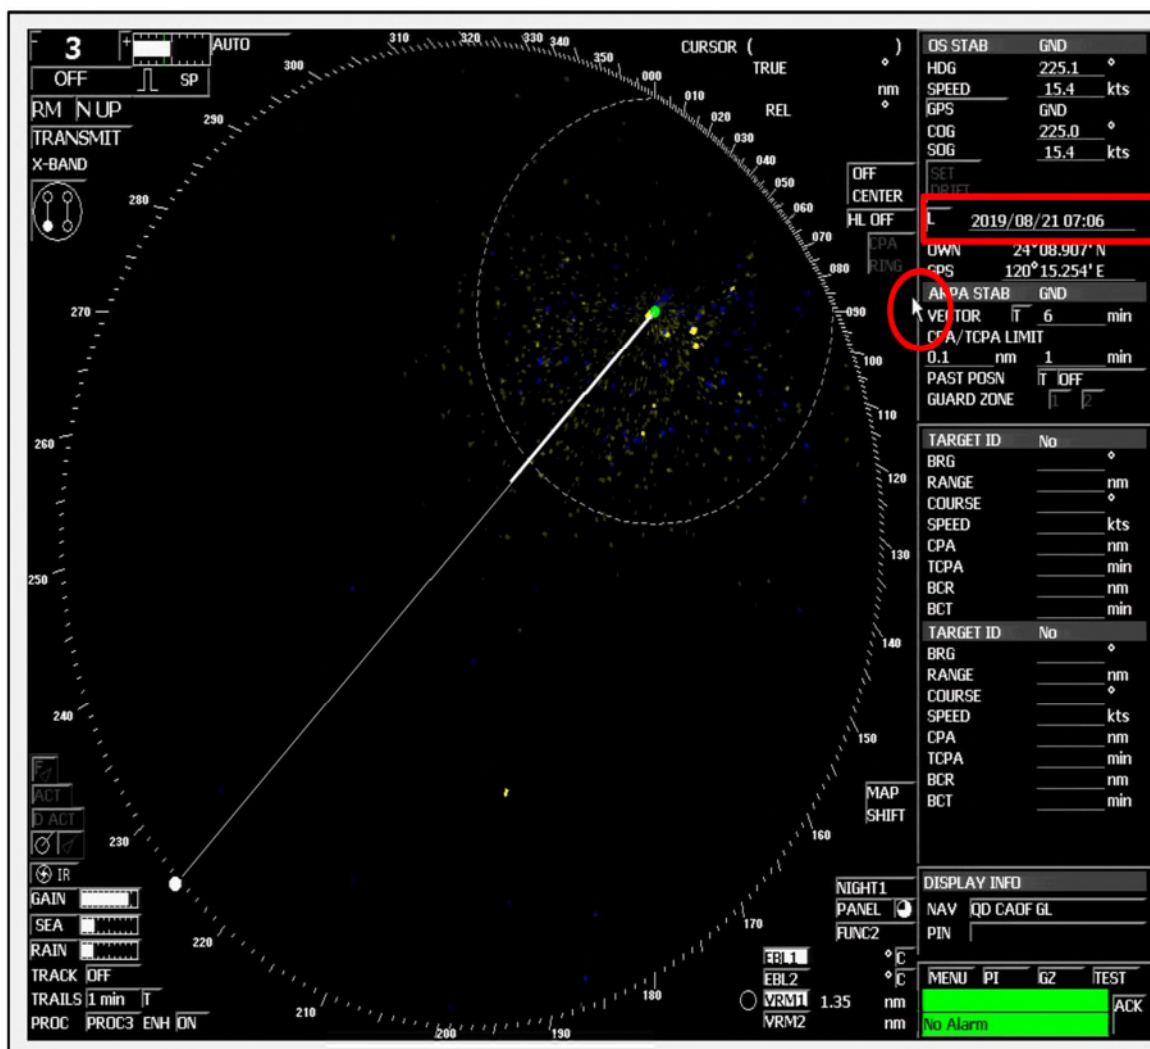 - 3 +
AUTO
OFF SP
RM N UP
TRANSMIT
X-BAND
CURSOR ( )
TRUE °
nm
REL °
OFF
CENTER
HL OFF
CPA
RING
310 320 330 340 350 000 010 020 030 040 050 060 070 080 090 100 110 120 130 140 150 160 170 180 190 200 210 220 230 240 250 260 270 280 290 300
F
ACT
D ACT
IR
GAIN
SEA
RAIN
TRACK OFF
TRAILS 1 min T
PROC PROC3 ENH ON
MAP
SHIFT
NIGHT1
PANEL
FUNC2
EBL1 ° C
EBL2 ° C
VRM1 1.35 nm
VRM2 nm
OS STAB GND
HDG 225.1 °
SPEED 15.4 kts
GPS GND
COG 225.0 °
SOG 15.4 kts
SET
DRIFT
L 2019/08/21 07:06
OWN 24°08.907' N
GPS 120°15.254' E
ARPA STAB GND
VECTOR T 6 min
CPA/TCPA LIMIT
0.1 nm 1 min
PAST POSN T OFF
GUARD ZONE 1 2
TARGET ID No
BRG °
RANGE nm
COURSE °
SPEED kts
CPA nm
TCPA min
BCR nm
BCT min
TARGET ID No
BRG °
RANGE nm
COURSE °
SPEED kts
CPA nm
TCPA min
BCR nm
BCT min
DISPLAY INFO
NAV QD CAOF GL
PIN
MENU PI GZ TEST
ACK
No Alarm